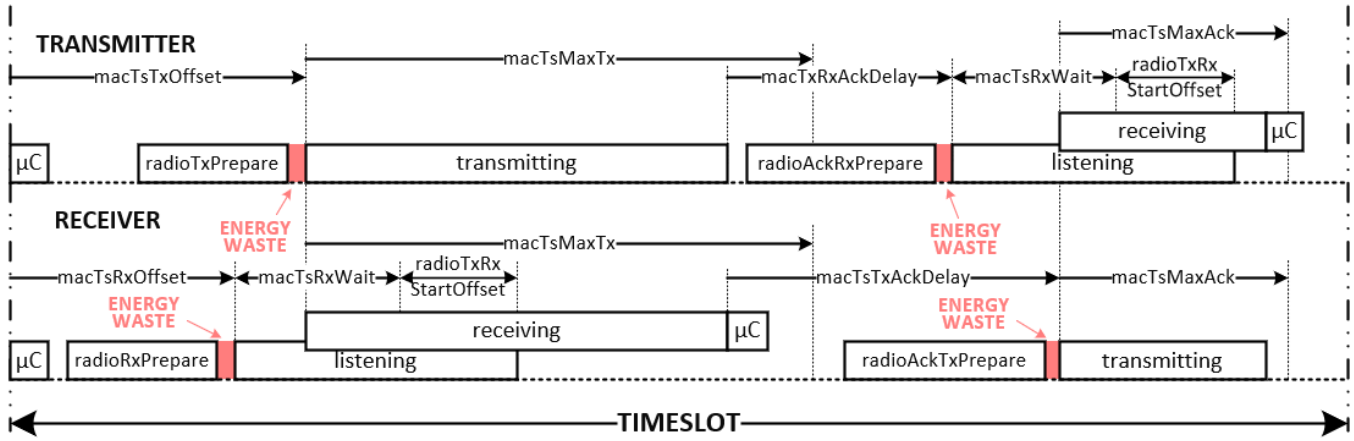 TRANSMITTER
macTsMaxAck
macTsMaxTx
radioTxRx
StartOffset
macTsTxOffset
macTxRxAckDelay
macTsRxWait
receiving
µC
µC
radioTxPrepare
transmitting
radioAckRxPrepare
listening
ENERGY
WASTE
ENERGY
WASTE
RECEIVER
macTsMaxTx
macTsRxOffset
macTsRxWait
radioTxRx
StartOffset
macTsTxAckDelay
macTsMaxAck
ENERGY
WASTE
ENERGY
WASTE
receiving
µC
µC
radioRxPrepare
listening
radioAckTxPrepare
transmitting
TIMESLOT